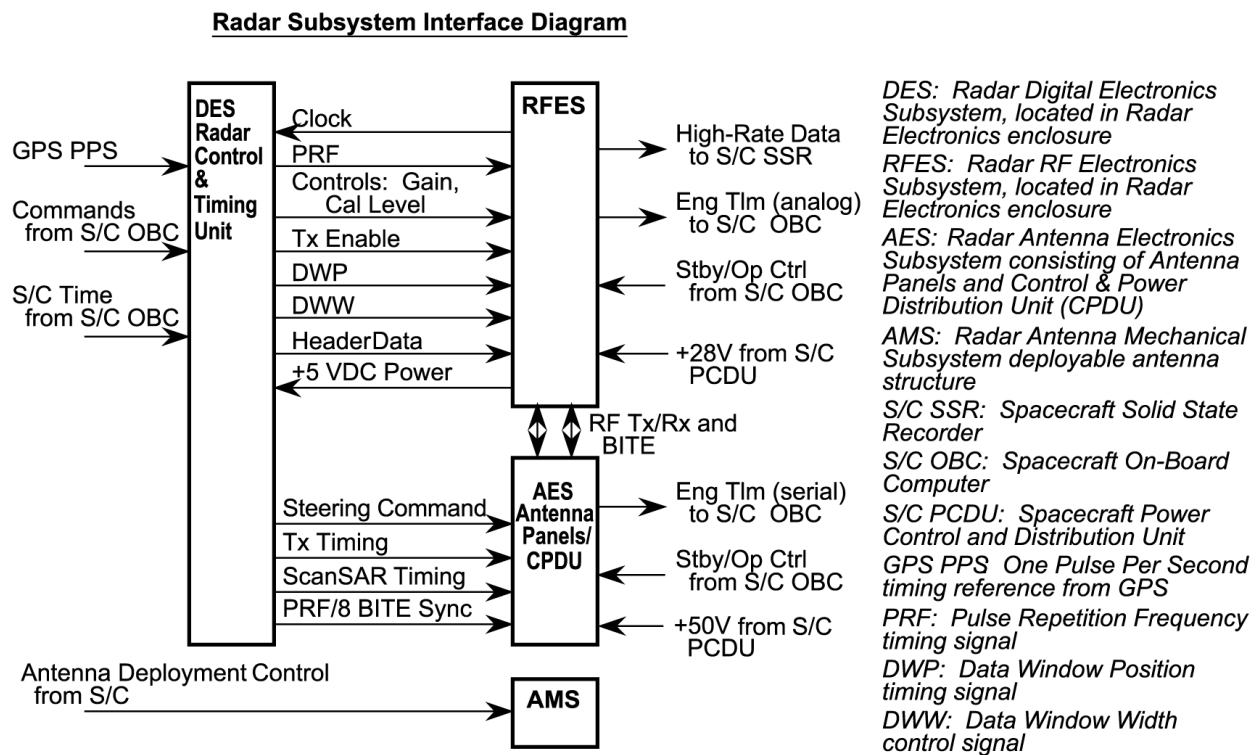 Radar Subsystem Interface Diagram
DES
Radar
Control
&
Timing
Unit
GPS PPS
Commands
from S/C OBC
S/C Time
from S/C OBC
Clock
PRF
Controls: Gain,
Cal Level
Tx Enable
DWP
DWW
HeaderData
+5 VDC Power
RFES
High-Rate Data
to S/C SSR
Eng Tlm (analog)
to S/C OBC
Stby/Op Ctrl
from S/C OBC
+28V from S/C
PCDU
RF Tx/Rx and
BITE
Steering Command
Tx Timing
ScanSAR Timing
PRF/8 BITE Sync
AES
Antenna
Panels/
CPDU
Eng Tlm (serial)
to S/C OBC
Stby/Op Ctrl
from S/C OBC
+50V from S/C
PCDU
Antenna Deployment Control
from S/C
AMS
DES: Radar Digital Electronics
Subsystem, located in Radar
Electronics enclosure
RFES: Radar RF Electronics
Subsystem, located in Radar
Electronics enclosure
AES: Radar Antenna Electronics
Subsystem consisting of Antenna
Panels and Control & Power
Distribution Unit (CPDU)
AMS: Radar Antenna Mechanical
Subsystem deployable antenna
structure
S/C SSR: Spacecraft Solid State
Recorder
S/C OBC: Spacecraft On-Board
Computer
S/C PCDU: Spacecraft Power
Control and Distribution Unit
GPS PPS One Pulse Per Second
timing reference from GPS
PRF: Pulse Repetition Frequency
timing signal
DWP: Data Window Position
timing signal
DWW: Data Window Width
control signal